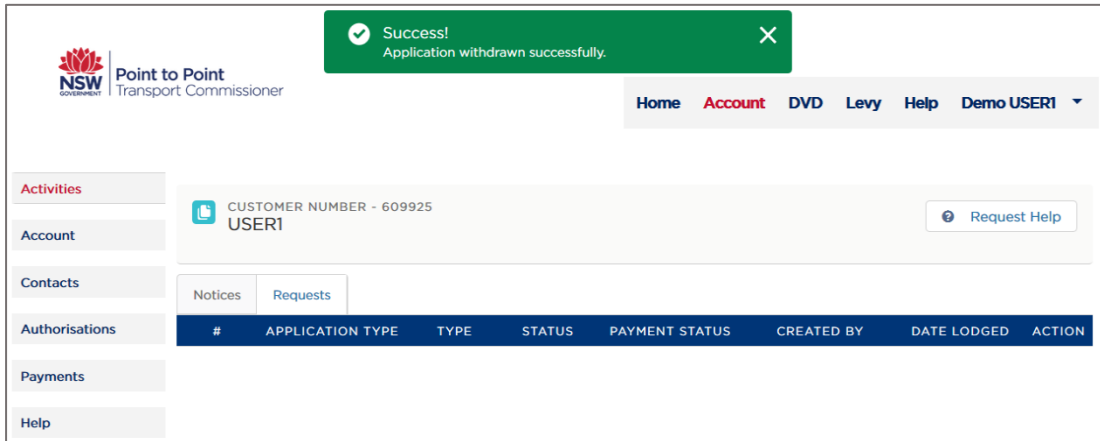 Success!
Application withdrawn successfully.
NSW
GOVERNMENT
Point to Point
Transport Commissioner
Home Account DVD Levy Help Demo USER1
Activities
Account
Contacts
Authorisations
Payments
Help
CUSTOMER NUMBER - 609925
USER1
Request Help
Notices Requests
# APPLICATION TYPE TYPE STATUS PAYMENT STATUS CREATED BY DATE LODGED ACTION